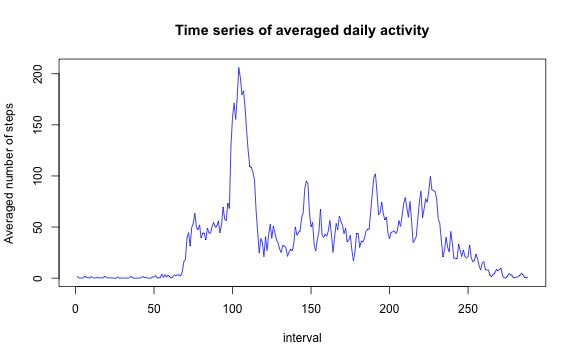 Time series of averaged daily activity
Averaged number of steps
200
150
100
50
0
0 50 100 150 200 250
interval